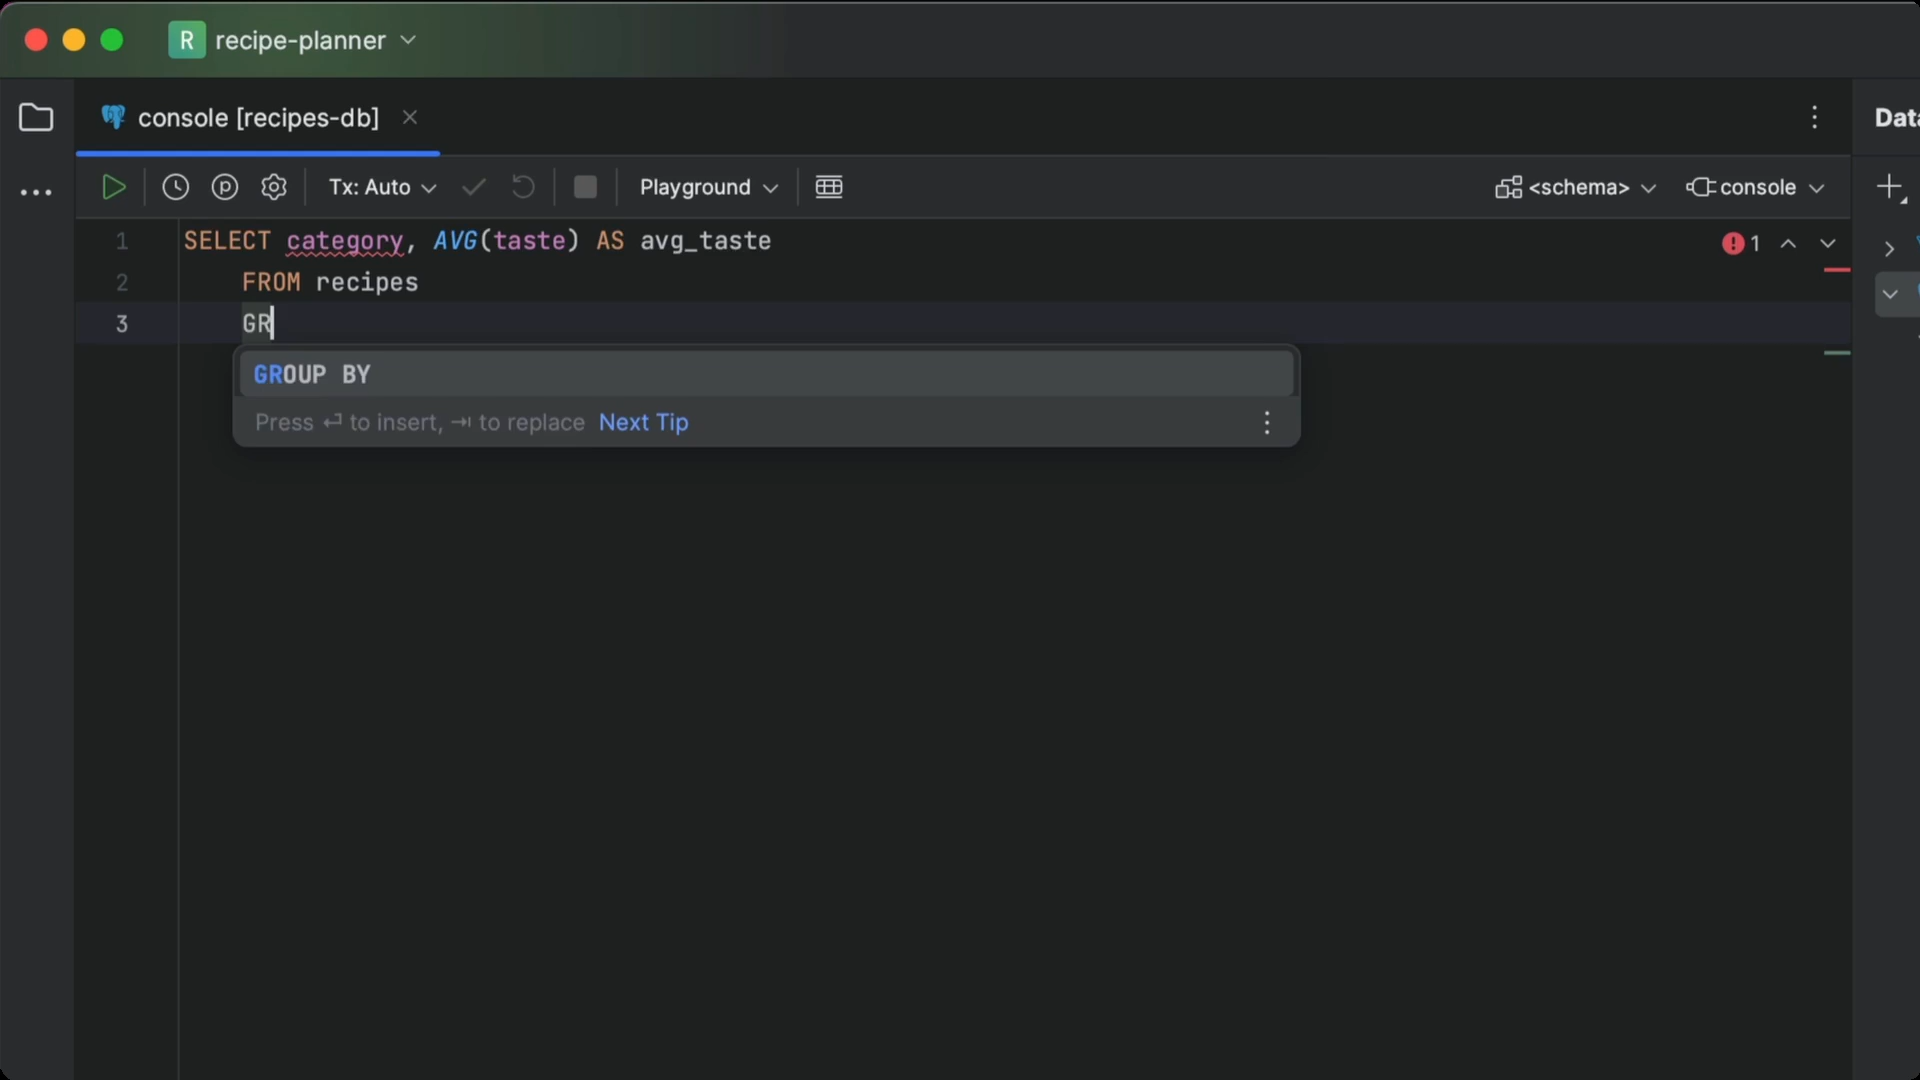 R recipe-planner
console [recipes-db]
Data
Tx: Auto
Playground
<schema>
console
1 SELECT category, AVG(taste) AS avg_taste
1
2 FROM recipes
3 GR
GROUP BY
Press ⏎ to insert, ⇥ to replace Next Tip